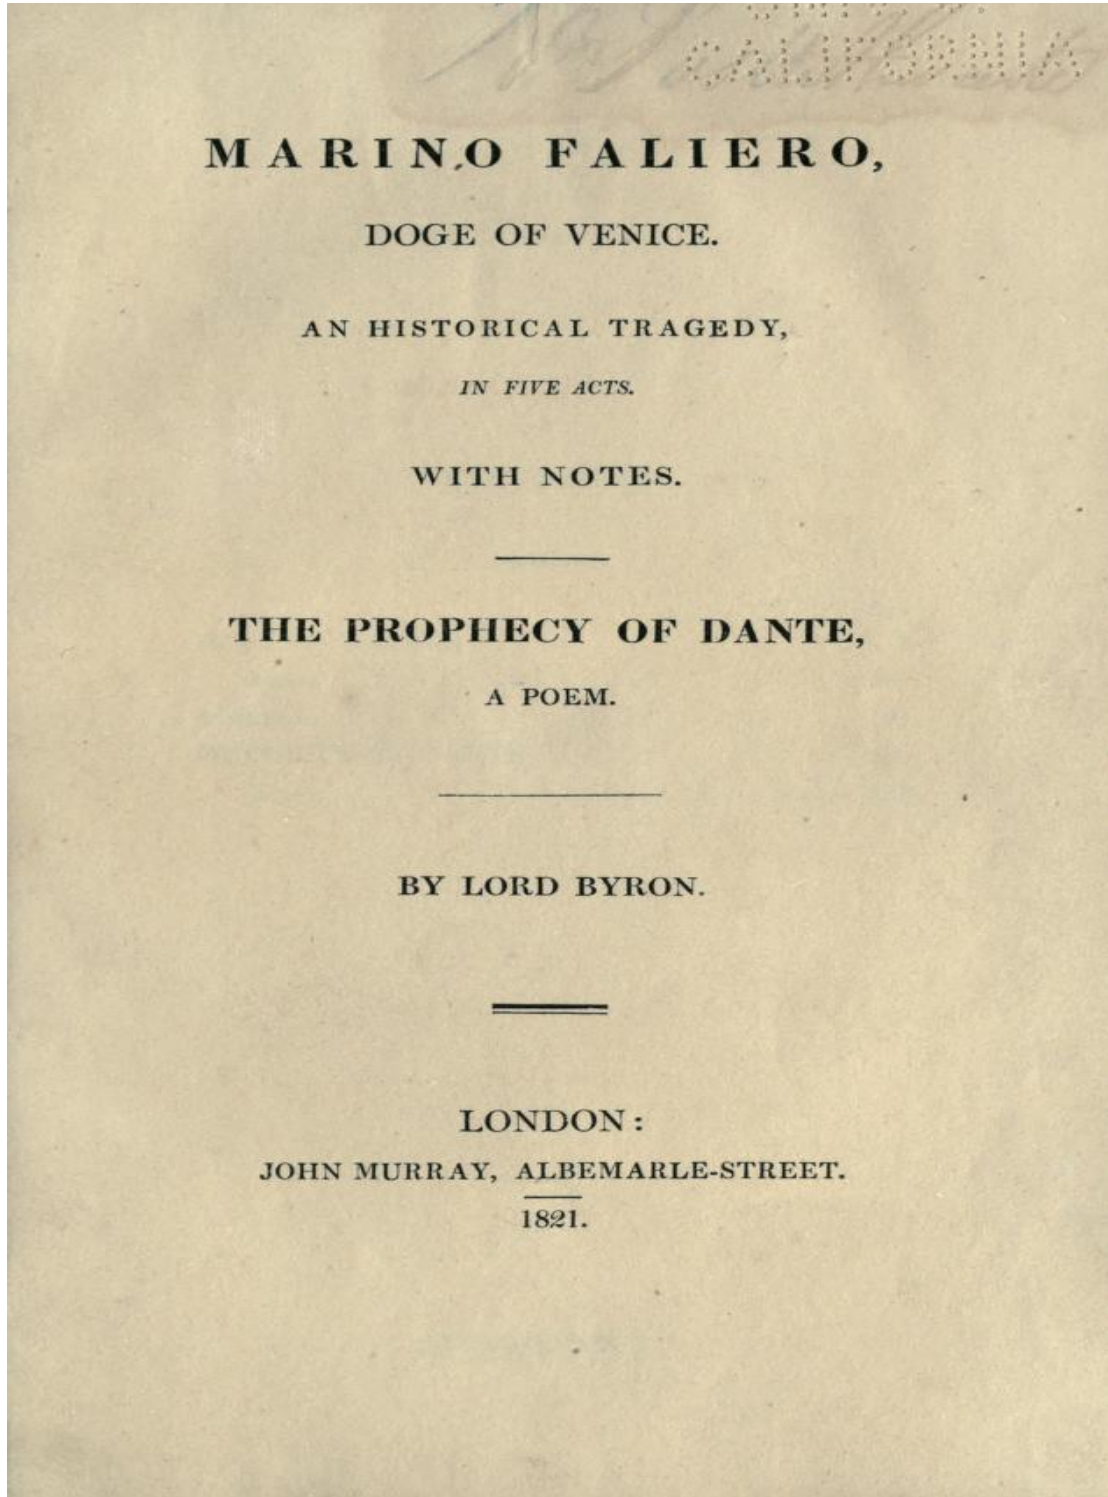 CALIFORNIA
MARINO FALIERO,
DOGE OF VENICE.
AN HISTORICAL TRAGEDY,
IN FIVE ACTS.
WITH NOTES.
THE PROPHECY OF DANTE,
A POEM.
BY LORD BYRON.
LONDON:
JOHN MURRAY, ALBEMARLE-STREET.
1821.